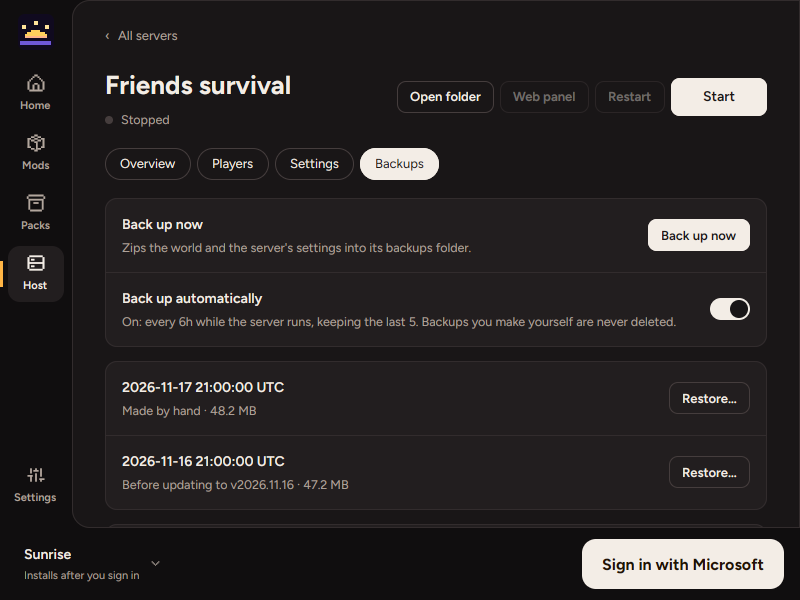 ‹ All servers
Friends survival
Stopped
Open folder
Web panel
Restart
Start
Home
Mods
Packs
Host
Settings
Overview
Players
Settings
Backups
Back up now
Zips the world and the server's settings into its backups folder.
Back up now
Back up automatically
On: every 6h while the server runs, keeping the last 5. Backups you make yourself are never deleted.
2026-11-17 21:00:00 UTC
Made by hand · 48.2 MB
Restore...
2026-11-16 21:00:00 UTC
Before updating to v2026.11.16 · 47.2 MB
Restore...
Sunrise
Installs after you sign in
Sign in with Microsoft